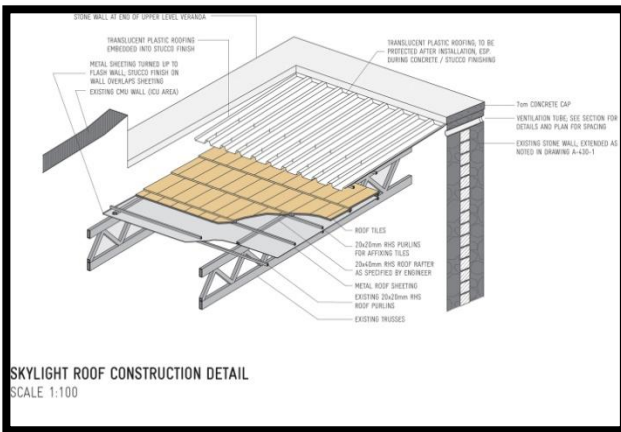 STONE WALL AT END OF UPPER LEVEL VERANDA
TRANSLUCENT PLASTIC ROOFING
EMBEDDED INTO STUCCO FINISH
METAL SHEETING TURNED UP TO
FLASH WALL; STUCCO FINISH ON
WALL OVERLAPS SHEETING
EXISTING CMU WALL (ICU AREA)
TRANSLUCENT PLASTIC ROOFING; TO BE
PROTECTED AFTER INSTALLATION, ESP.
DURING CONCRETE / STUCCO FINISHING
7cm CONCRETE CAP
VENTILATION TUBE; SEE SECTION FOR
DETAILS AND PLAN FOR SPACING
EXISTING STONE WALL, EXTENDED AS
NOTED IN DRAWING A-430-1
ROOF TILES
20x20mm RHS PURLINS
FOR AFFIXING TILES
20x40mm RHS ROOF RAFTER
AS SPECIFIED BY ENGINEER
METAL ROOF SHEETING
EXISTING 20x20mm RHS
ROOF PURLINS
EXISTING TRUSSES
SKYLIGHT ROOF CONSTRUCTION DETAIL
SCALE 1:100